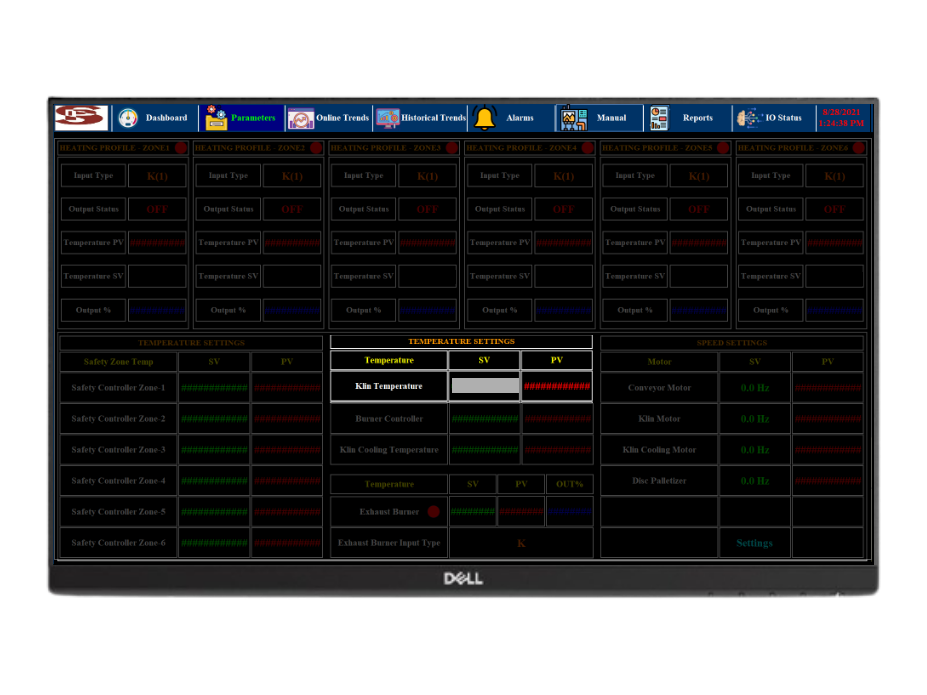 Dashboard Parameters Online Trends Historical Trends Alarms Manual Reports IO Status 8/28/2021
1:24:38 PM
HEATING PROFILE - ZONE1 HEATING PROFILE - ZONE2 HEATING PROFILE - ZONE3 HEATING PROFILE - ZONE4 HEATING PROFILE - ZONE5 HEATING PROFILE - ZONE6
Input Type K(1) Input Type K(1) Input Type K(1) Input Type K(1) Input Type K(1) Input Type K(1)
Output Status OFF Output Status OFF Output Status OFF Output Status OFF Output Status OFF Output Status OFF
Temperature PV ########## Temperature PV ########## Temperature PV ########## Temperature PV ########## Temperature PV ########## Temperature PV ##########
Temperature SV Temperature SV Temperature SV Temperature SV Temperature SV Temperature SV
Output % Output % Output % Output % Output % Output %
TEMPERATURE SETTINGS TEMPERATURE SETTINGS SPEED SETTINGS
Safety Zone Temp SV PV Temperature SV PV Motor SV PV
Safety Controller Zone-1 ############ ############ Klin Temperature ############ Conveyor Motor 0.0 Hz ############
Safety Controller Zone-2 ############ ############ Burner Controller ############ ############ Klin Motor 0.0 Hz ############
Safety Controller Zone-3 ############ ############ Klin Cooling Temperature ############ ############ Klin Cooling Motor 0.0 Hz ############
Safety Controller Zone-4 ############ ############ Temperature SV PV OUT% Disc Palletizer 0.0 Hz ############
Safety Controller Zone-5 ############ ############ Exhaust Burner ######## ######## ########
Safety Controller Zone-6 ############ ############ Exhaust Burner Input Type K Settings
DELL